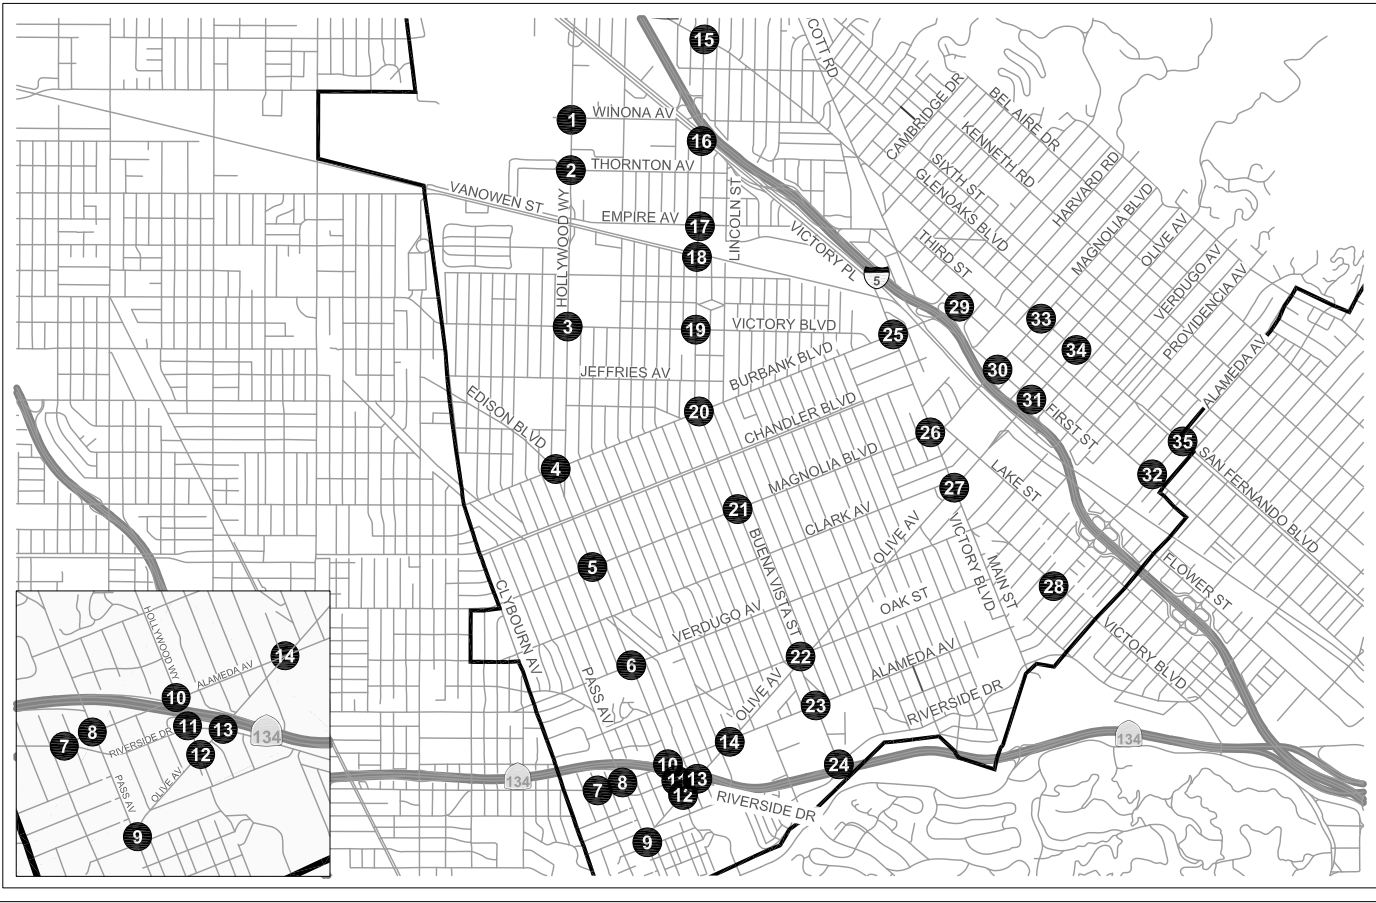 15
SCOTT RD
1
WINONA AV
16
2
THORNTON AV
CAMBRIDGE DR
BEL AIRE DR
KENNETH RD
SIXTH ST
GLENOAKS BLVD
HARVARD RD
MAGNOLIA BLVD
OLIVE AV
VERDUGO AV
PROVIDENCIA AV
THIRD ST
VANOWEN ST
HOLLYWOOD WY
EMPIRE AV
17
LINCOLN ST
VICTORY PL
18
5
3
19
VICTORY BLVD
25
29
33
30
34
31
FIRST ST
ALAMEDA AV
35
32
SAN FERNANDO BLVD
JEFFRIES AV
BURBANK BLVD
EDISON BLVD
20
CHANDLER BLVD
26
4
MAGNOLIA BLVD
27
LAKE ST
21
CLARK AV
OLIVE AV
VICTORY BLVD
MAIN ST
5
BUENA VISTA ST
28
FLOWER ST
CLYBOURN AV
VERDUGO AV
OAK ST
VICTORY BLVD
6
22
PASS AV
ALAMEDA AV
OLIVE AV
23
RIVERSIDE DR
14
134
134
10
11
13
12
7
8
24
RIVERSIDE DR
9
HOLLYWOOD WY
14
ALAMEDA AV
10
11
13
134
8
7
RIVERSIDE DR
12
PASS AV
OLIVE AV
9